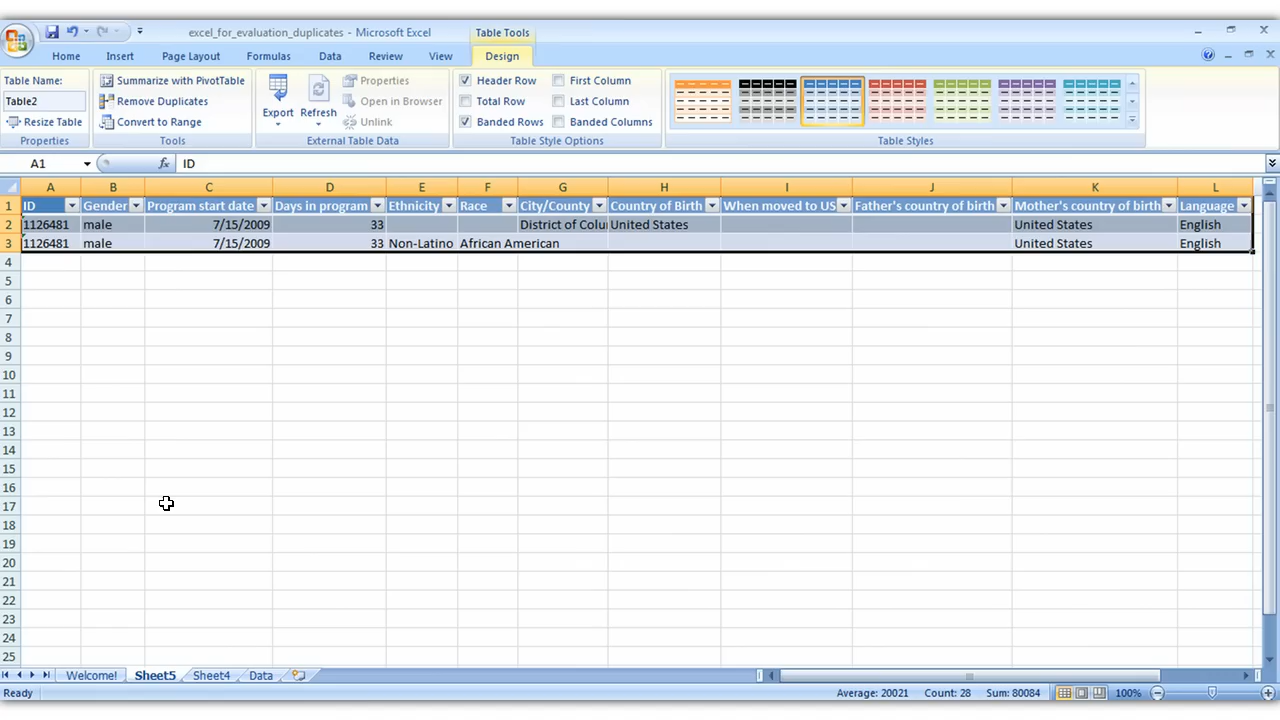 excel_for_evaluation_duplicates - Microsoft Excel
Table Tools
Home Insert Page Layout Formulas Data Review View Design
Table Name: Summarize with PivotTable Properties Header Row First Column
Table2 Remove Duplicates Export Refresh Open in Browser Total Row Last Column
Resize Table Convert to Range Unlink Banded Rows Banded Columns
Properties Tools External Table Data Table Style Options Table Styles
A1 fx ID
A B C D E F G H I J K L
1 ID Gender Program start date Days in program Ethnicity Race City/County Country of Birth When moved to US Father's country of birth Mother's country of birth Language
2 1126481 male 7/15/2009 33 District of Colu United States United States English
3 1126481 male 7/15/2009 33 Non-Latino African American United States English
4
5
6
7
8
9
10
11
12
13
14
15
16
17
18
19
20
21
22
23
24
25
Welcome! Sheet5 Sheet4 Data
Ready Average: 20021 Count: 28 Sum: 80084 100%